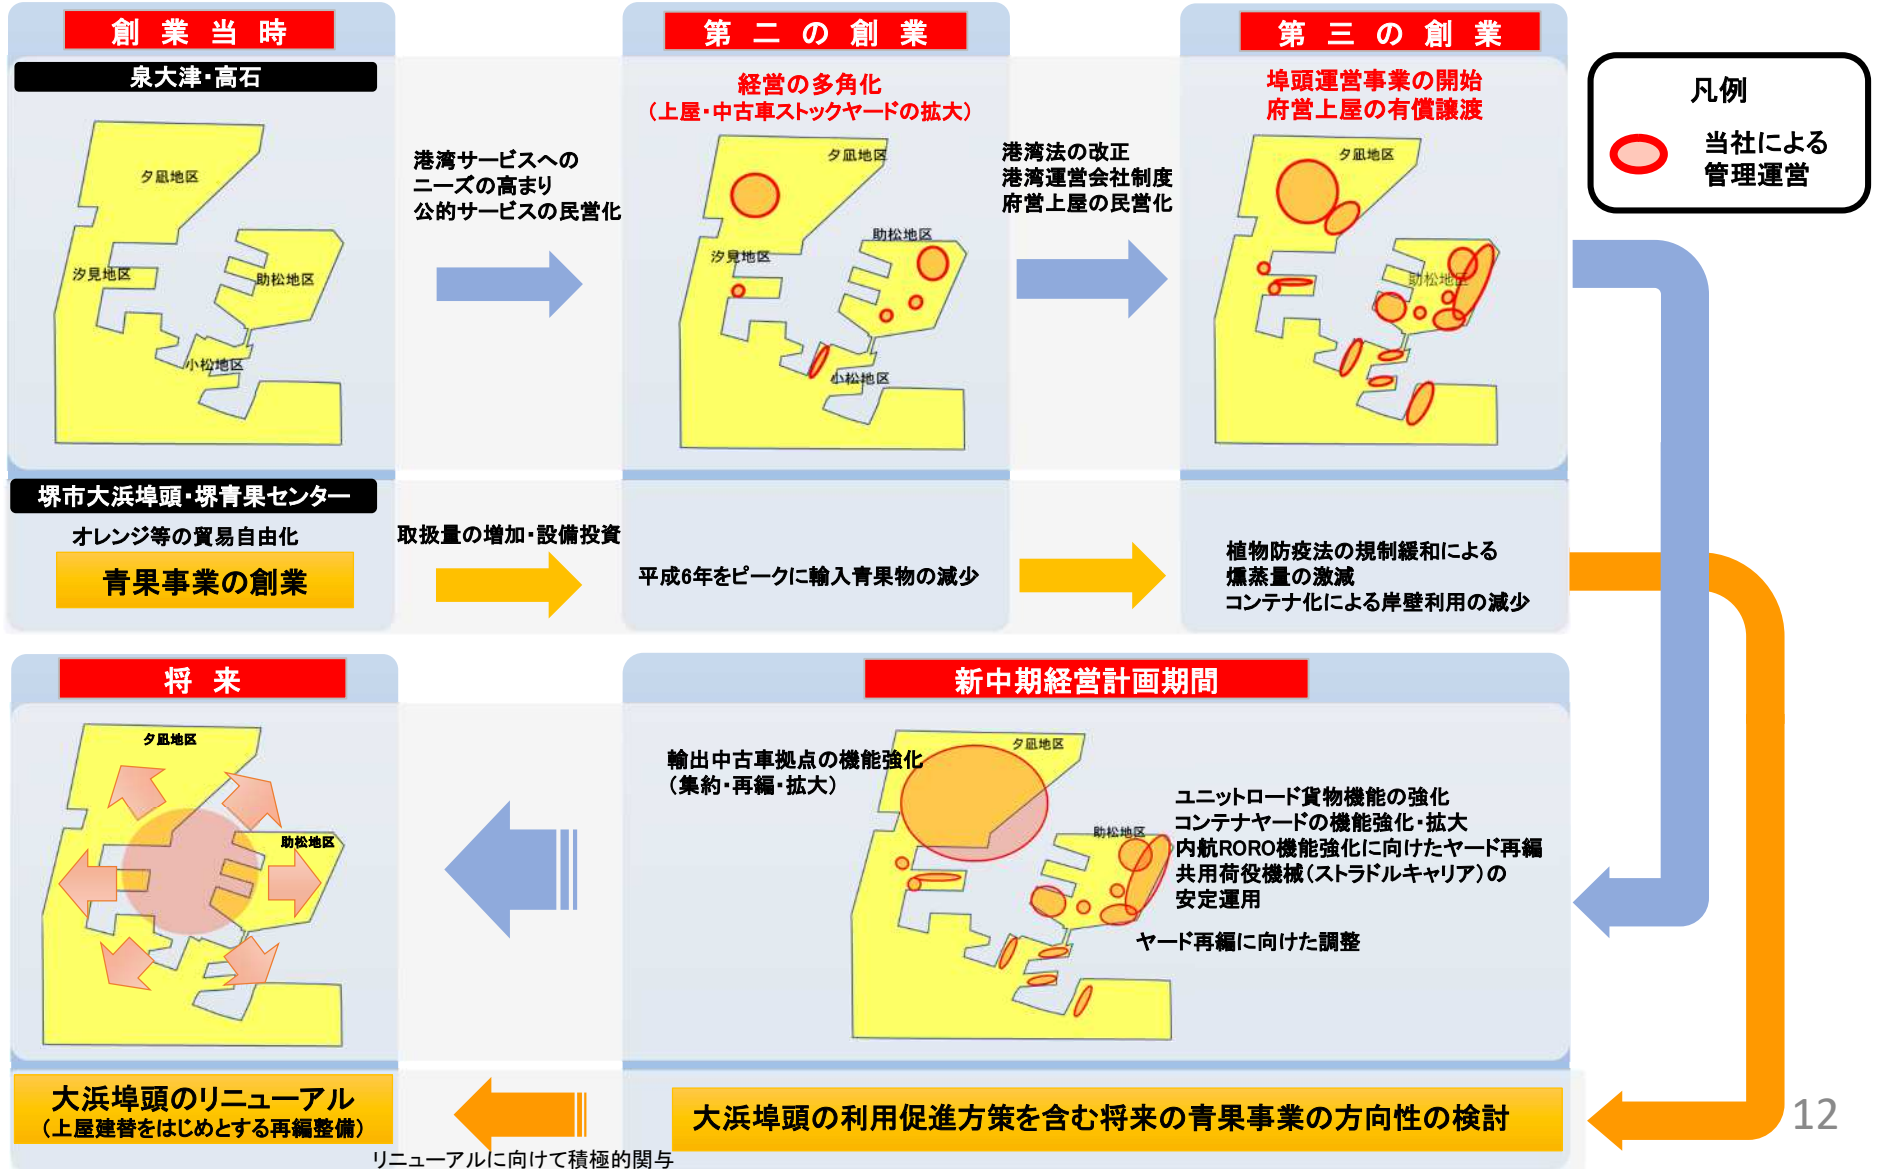 創業当時
泉大津・高石
夕凪地区
汐見地区
助松地区
小松地区
港湾サービスへの
ニーズの高まり
公的サービスの民営化
第二の創業
経営の多角化
（上屋・中古車ストックヤードの拡大）
夕凪地区
助松地区
汐見地区
小松地区
港湾法の改正
港湾運営会社制度
府営上屋の民営化
第三の創業
埠頭運営事業の開始
府営上屋の有償譲渡
夕凪地区
助松地区
凡例
当社による
管理運営
堺市大浜埠頭・堺青果センター
オレンジ等の貿易自由化
青果事業の創業
取扱量の増加・設備投資
平成6年をピークに輸入青果物の減少
植物防疫法の規制緩和による
燻蒸量の激減
コンテナ化による岸壁利用の減少
将来
夕凪地区
助松地区
新中期経営計画期間
輸出中古車拠点の機能強化
（集約・再編・拡大）
夕凪地区
助松地区
ユニットロード貨物機能の強化
コンテナヤードの機能強化・拡大
内航RORO機能強化に向けたヤード再編
共用荷役機械（ストラドルキャリア）の
安定運用
ヤード再編に向けた調整
大浜埠頭のリニューアル
（上屋建替をはじめとする再編整備）
リニューアルに向けて積極的関与
大浜埠頭の利用促進方策を含む将来の青果事業の方向性の検討
12